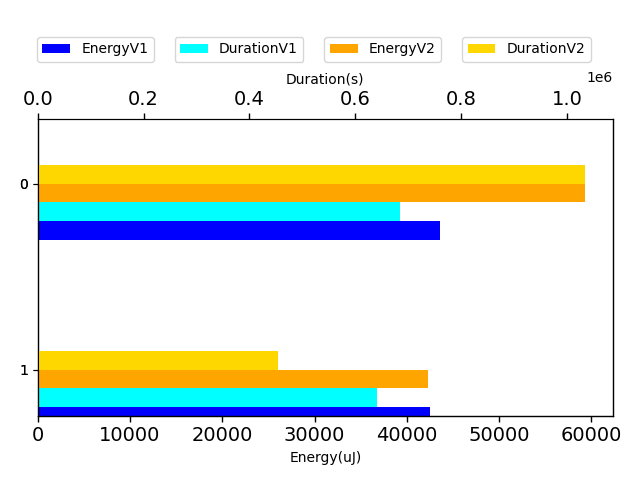 EnergyV1 DurationV1 EnergyV2 DurationV2
Duration(s)
1e6
0.0 0.2 0.4 0.6 0.8 1.0
0
1
0 10000 20000 30000 40000 50000 60000
Energy(uJ)